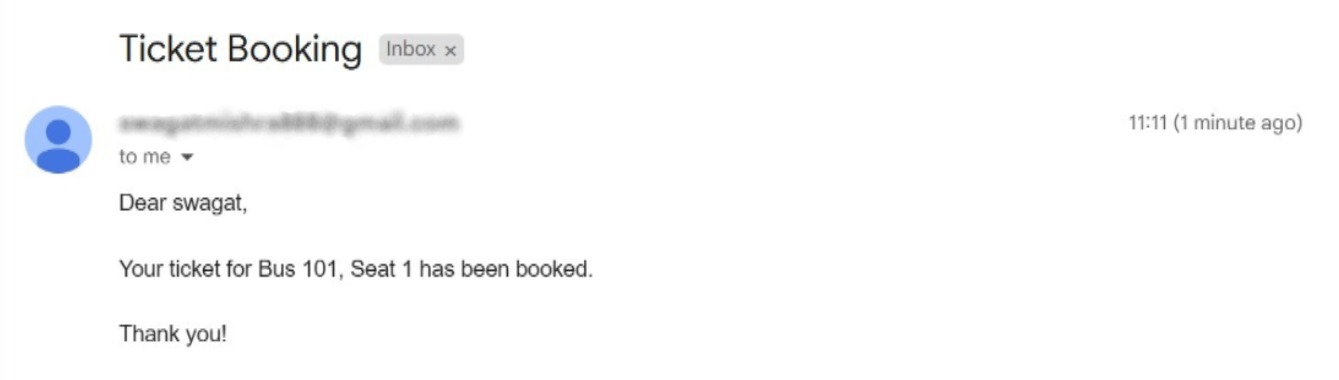 Ticket Booking Inbox ×
11:11 (1 minute ago)
to me
Dear swagat,
Your ticket for Bus 101, Seat 1 has been booked.
Thank you!